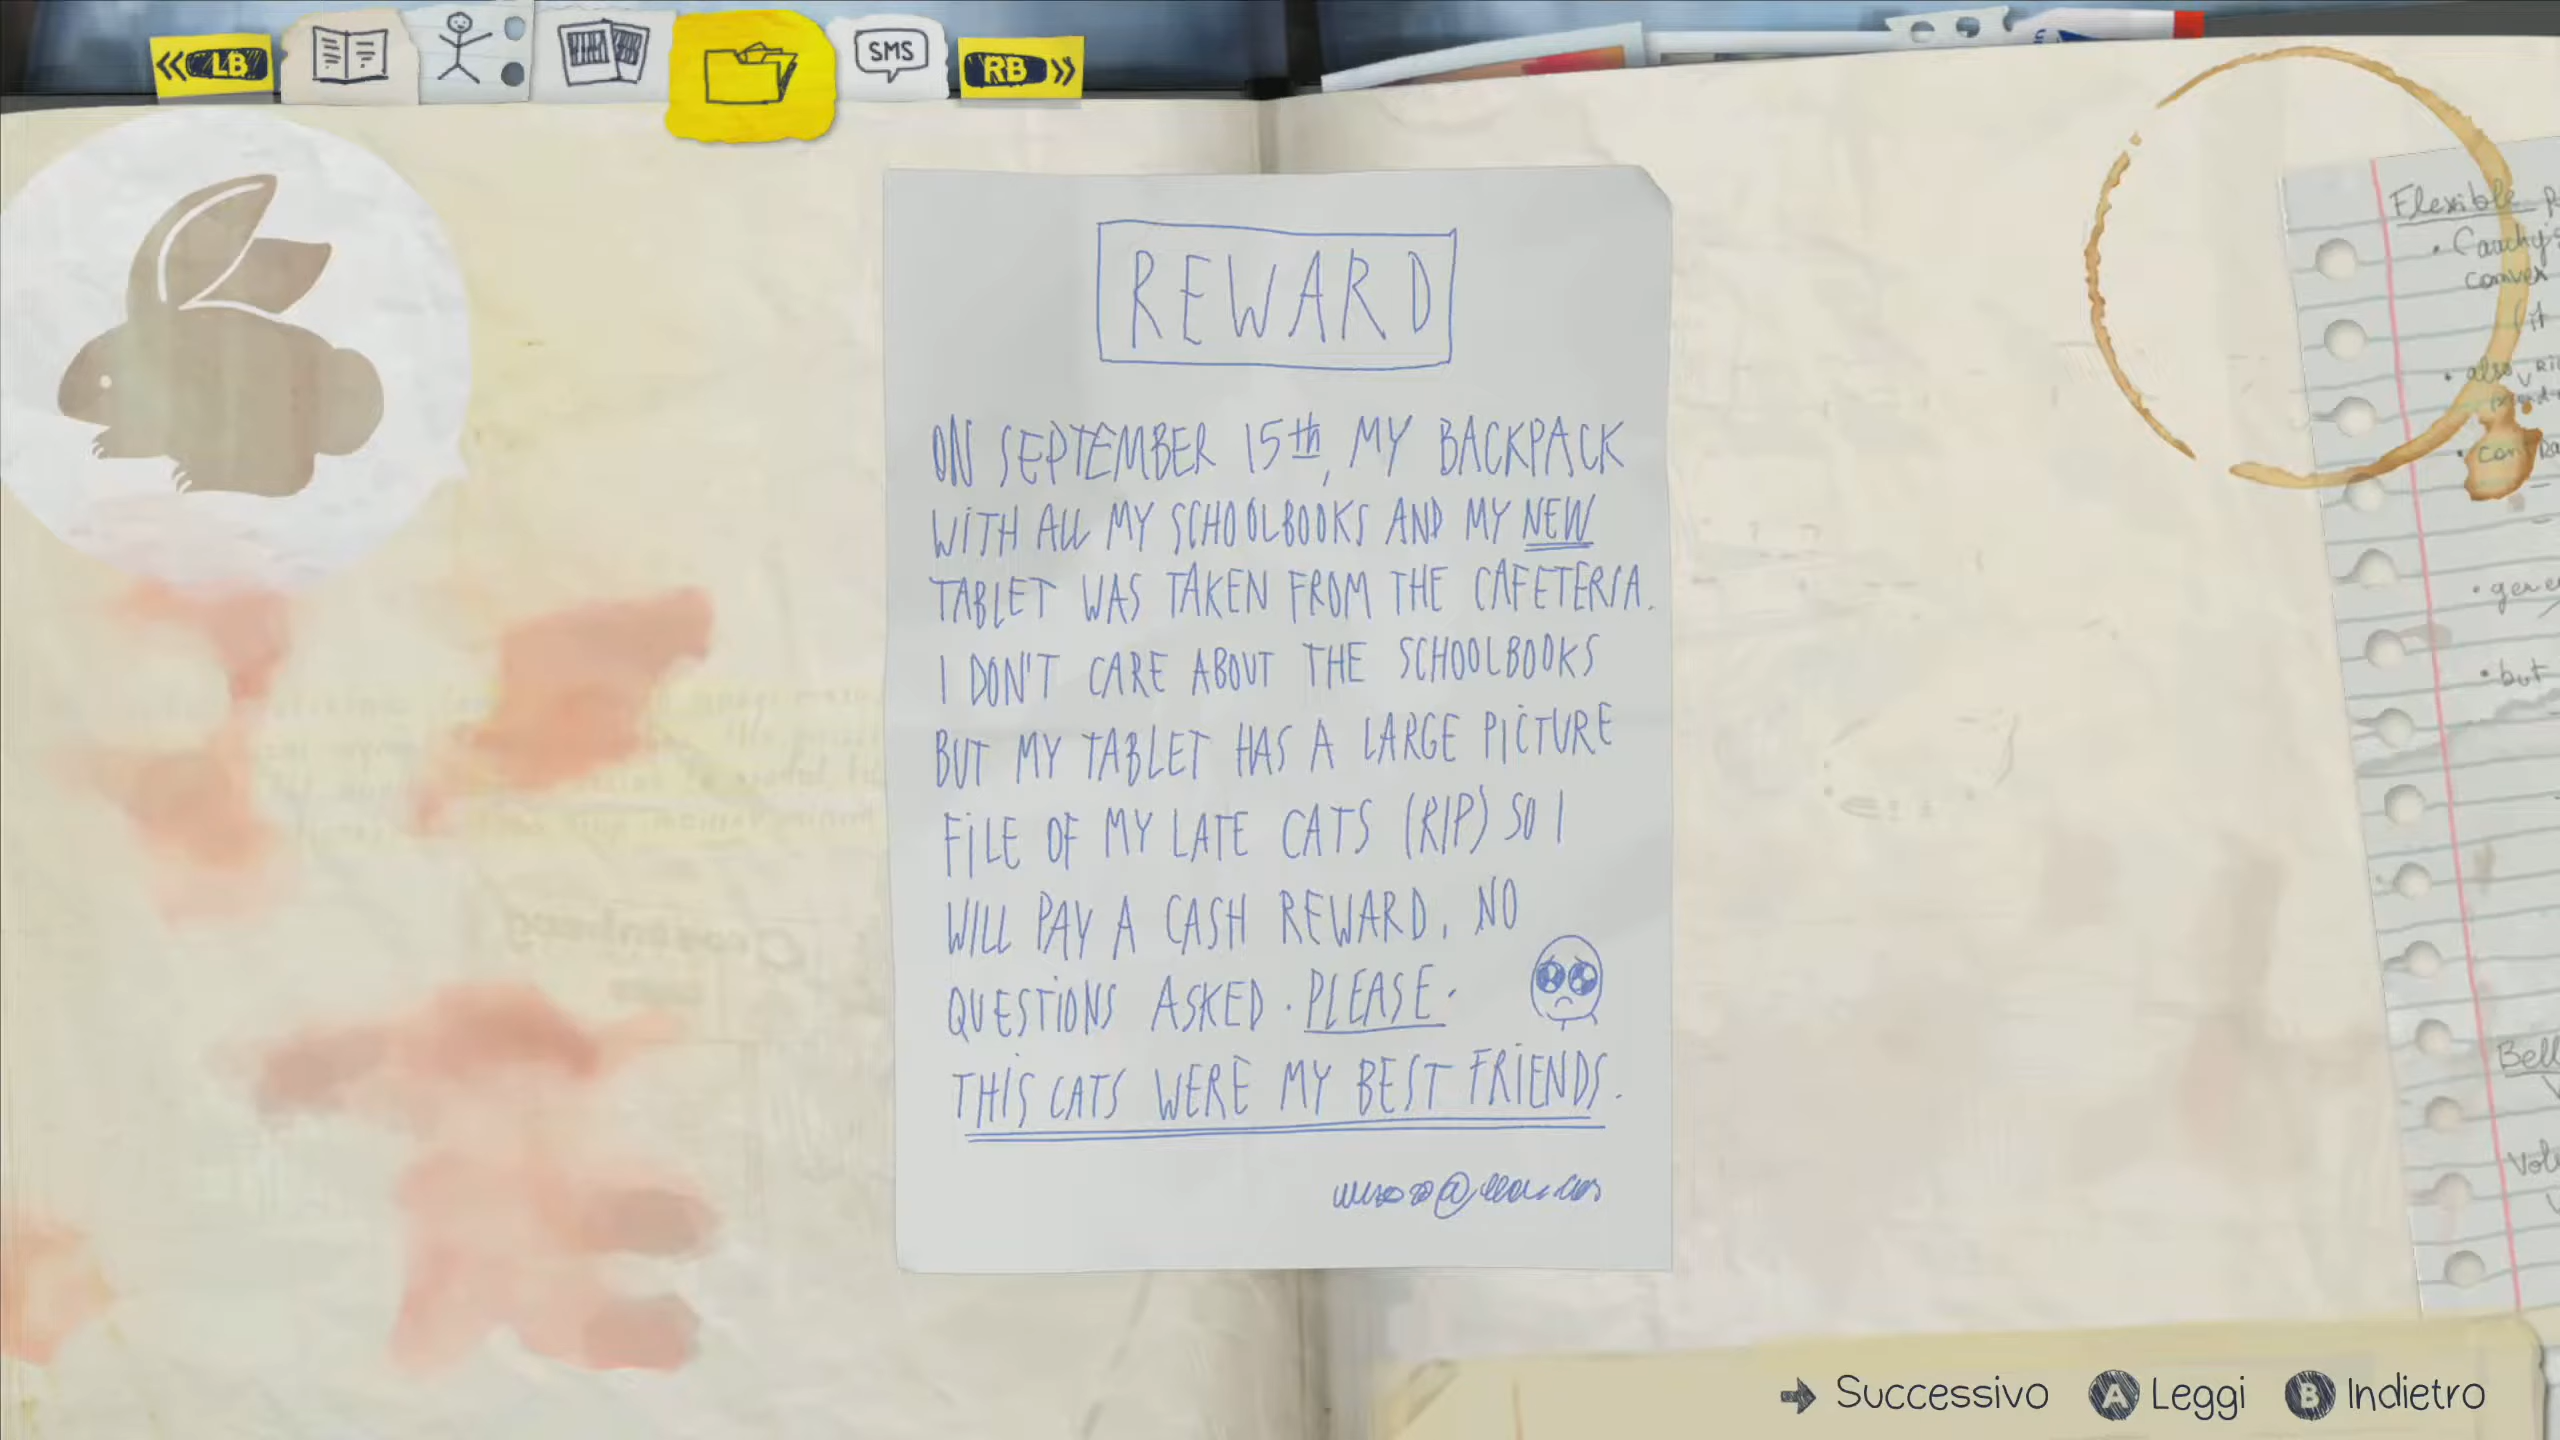 LB
SMS
RB
REWARD
ON SEPTEMBER 15th, MY BACKPACK
WITH ALL MY SCHOOLBOOKS AND MY NEW
TABLET WAS TAKEN FROM THE CAFETERIA.
I DON'T CARE ABOUT THE SCHOOLBOOKS
BUT MY TABLET HAS A LARGE PICTURE
FILE OF MY LATE CATS (RIP) SO I
WILL PAY A CASH REWARD. NO
QUESTIONS ASKED. PLEASE.
THIS CATS WERE MY BEST FRIENDS.
Flexible
• Cauchy's
convex
• also
• but
Successivo
A Leggi
B Indietro